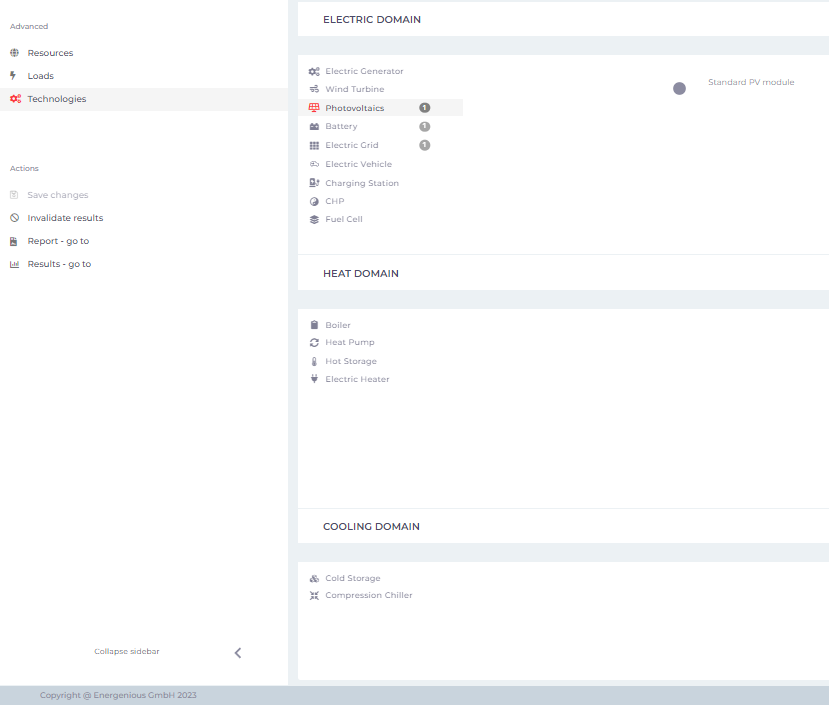 Advanced
Resources
Loads
Technologies
Actions
Save changes
Invalidate results
Report - go to
Results - go to
Collapse sidebar
ELECTRIC DOMAIN
Electric Generator
Wind Turbine
Photovoltaics 1
Battery 1
Electric Grid 1
Electric Vehicle
Charging Station
CHP
Fuel Cell
Standard PV module
HEAT DOMAIN
Boiler
Heat Pump
Hot Storage
Electric Heater
COOLING DOMAIN
Cold Storage
Compression Chiller
Copyright @ Energenious GmbH 2023